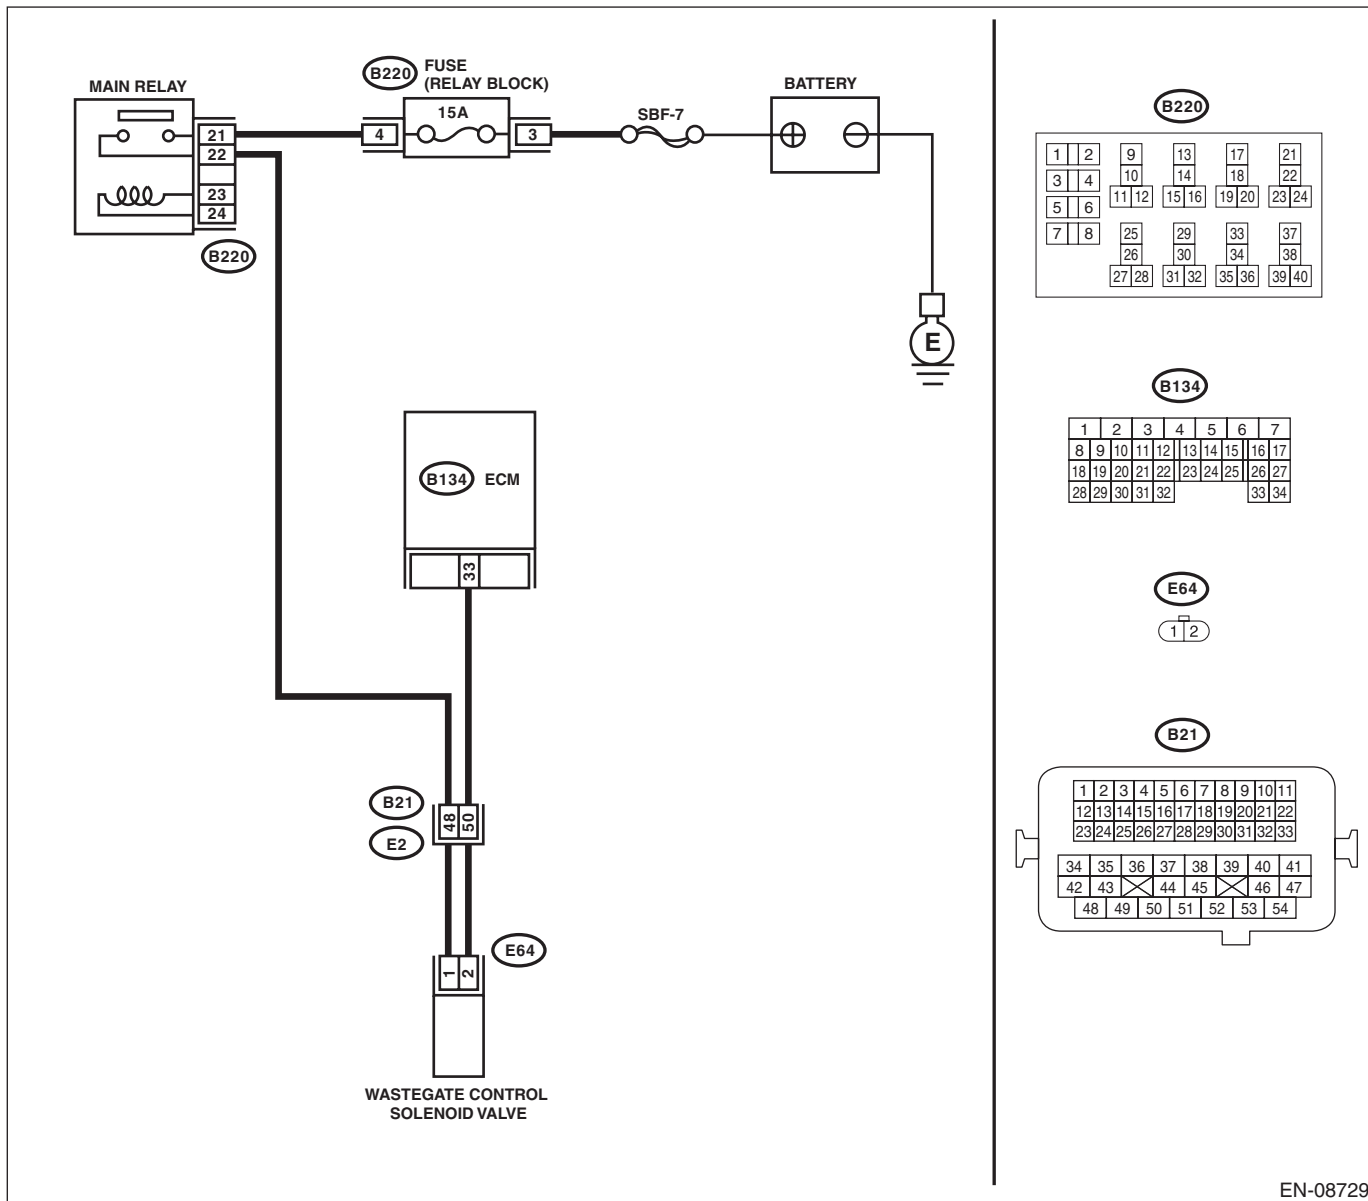 MAIN RELAY
B220
FUSE
(RELAY BLOCK)
15A
4
3
SBF-7
BATTERY
21
22
23
24
B220
E
B134 ECM
33
B21
E2
48 50
E64
1 2
WASTEGATE CONTROL
SOLENOID VALVE
B220
1 2 9 13 17 21
3 4 10 14 18 22
5 6 11 12 15 16 19 20 23 24
7 8 25 29 33 37
26 30 34 38
27 28 31 32 35 36 39 40
B134
1 2 3 4 5 6 7
8 9 10 11 12 13 14 15 16 17
18 19 20 21 22 23 24 25 26 27
28 29 30 31 32 33 34
E64
1 2
B21
1 2 3 4 5 6 7 8 9 10 11
12 13 14 15 16 17 18 19 20 21 22
23 24 25 26 27 28 29 30 31 32 33
34 35 36 37 38 39 40 41
42 43 44 45 46 47
48 49 50 51 52 53 54
EN-08729